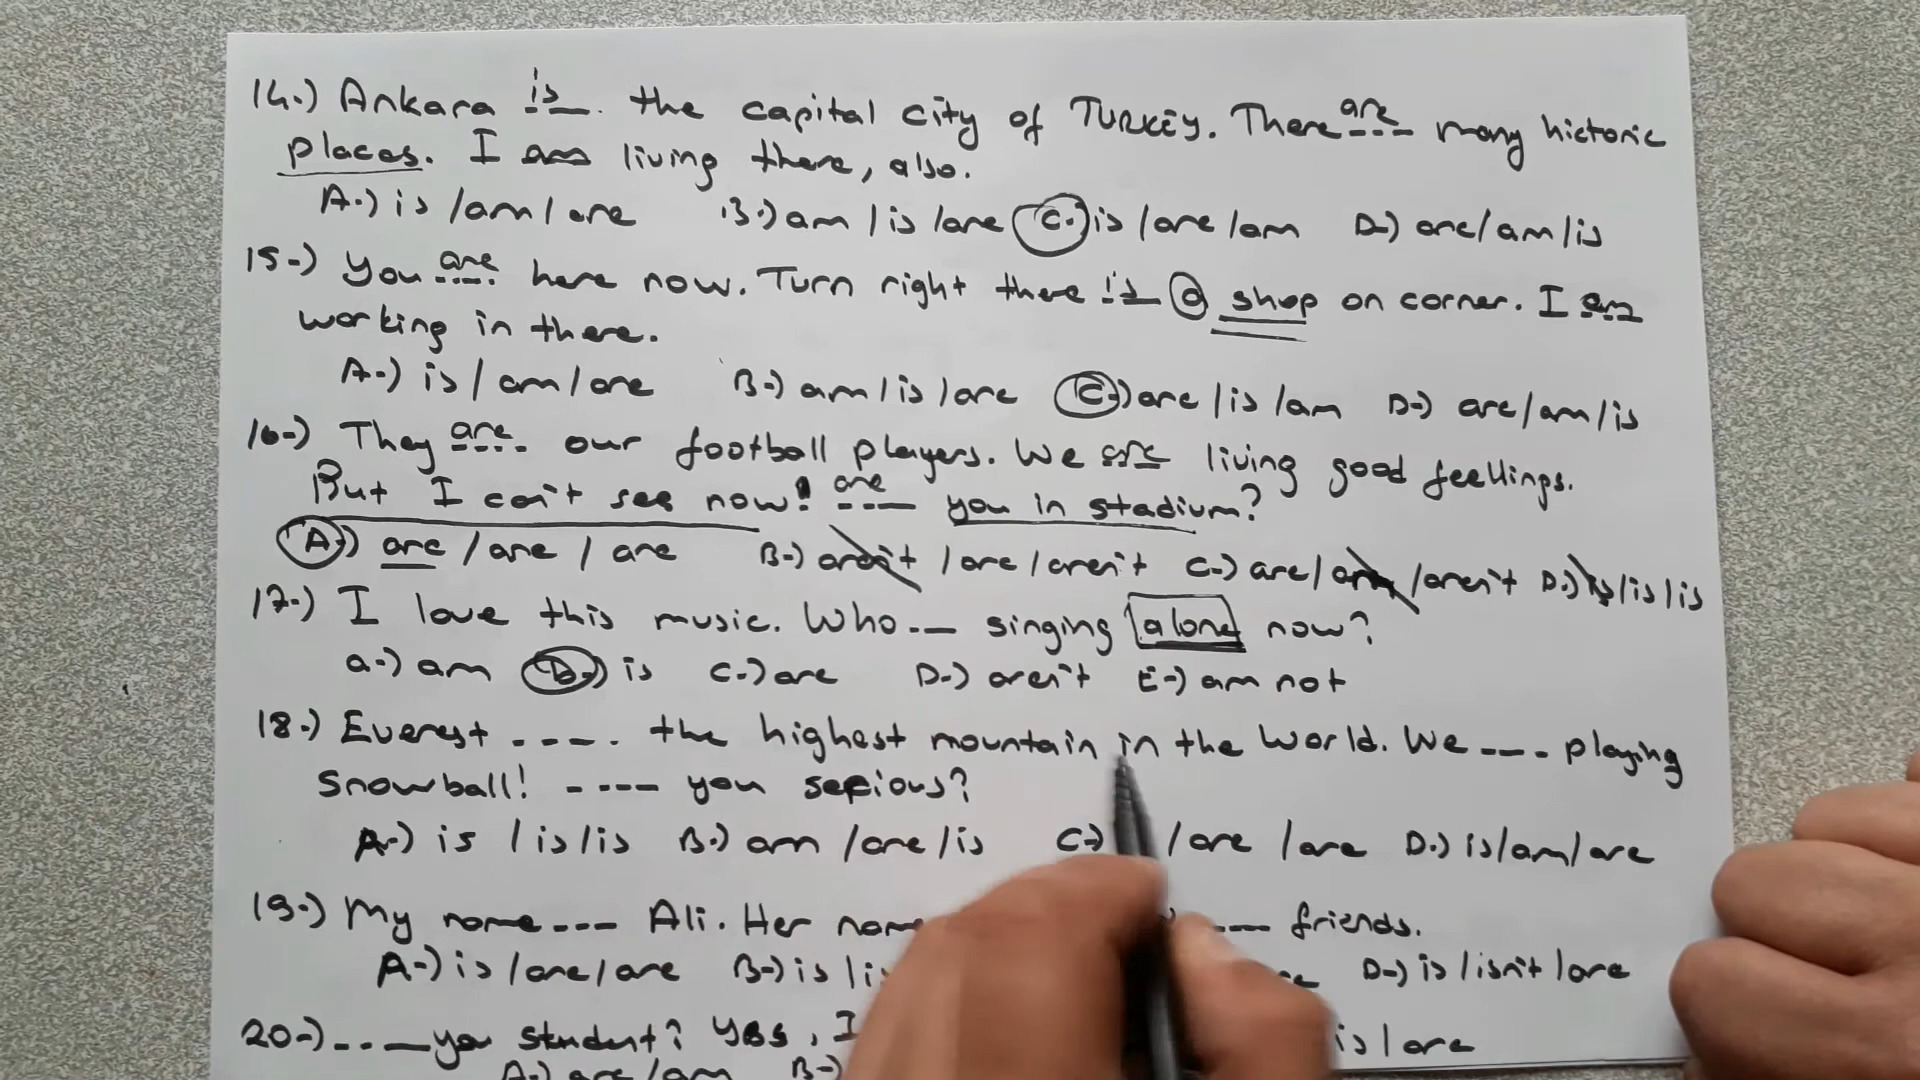 14.) Ankara is the capital city of TURKEY. There are many hictoric
places. I am living there, also.
A.) is /am/ are B.) am / is /are C.) is /are /am D.) are/am/is
15.) You are here now. Turn right there is a shop on corner. I am
working in there.
A.) is / am / are B.) am / is / are C.) are / is /am D.) are/am/is
16.) They are our football players. We are living good feellings.
But I can't see now! are you in stadium?
A.) are / are / are B.) aren't / are / aren't C.) are/ /aren't D.) is/is/is
17.) I love this music. Who --- singing alone now?
a.) am b.) is c.) are D.) aren't E.) am not
18.) Everest ----. the highest mountain in the world. We ---- playing
snowball! ---- you serious?
A.) is / is / is B.) am /are / is C.) /are /are D.) is/am/are
19.) My name --- Ali. Her name --- friends.
A.) is /are/are B.) is D.) is / isn't / are
20.) ---- you student? Yes, I is / are
A.) are /am B.)